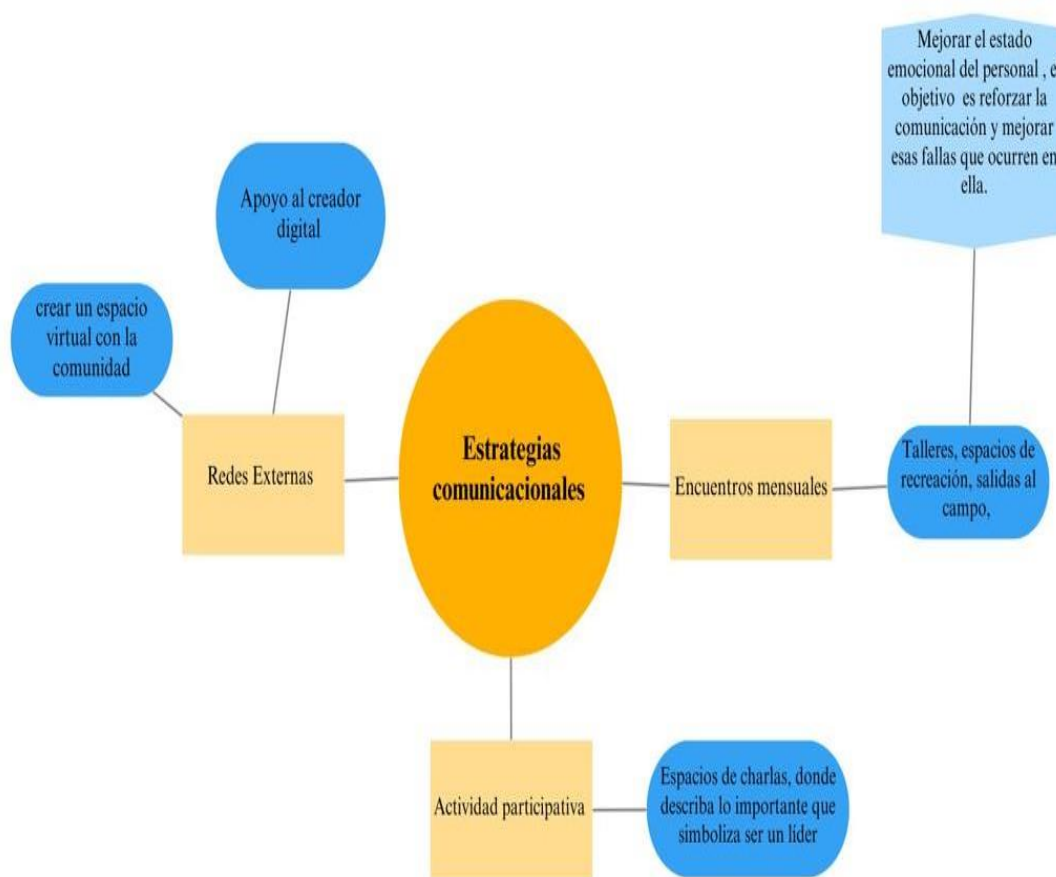 Mejorar el estado
emocional del personal , e
objetivo  es reforzar la
comunicación y mejorar
esas fallas que ocurren en
ella.
Apoyo al creador
digital
crear un espacio
virtual con la
comunidad
Redes Externas
Estrategias
comunicacionales
Encuentros mensuales
Talleres, espacios de
recreación, salidas al
campo,
Actividad participativa
Espacios de charlas, donde
describa lo importante que
simboliza ser un líder